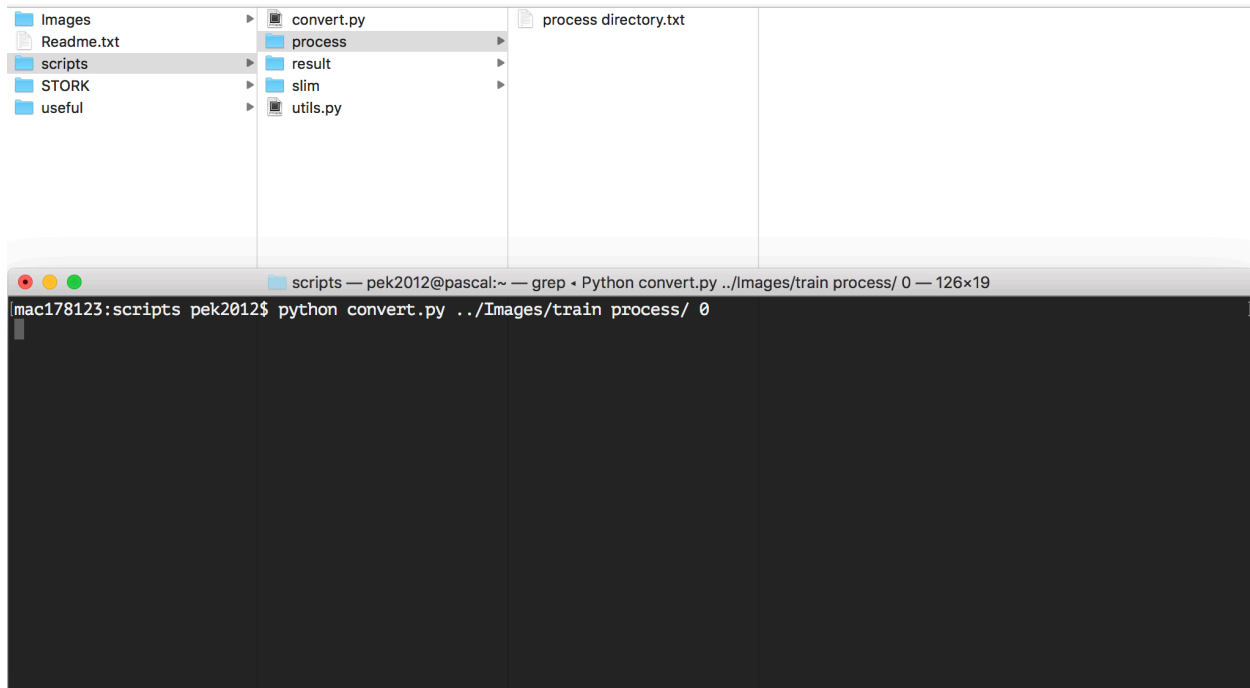 Images
Readme.txt
scripts
STORK
useful
convert.py
process
result
slim
utils.py
process directory.txt
scripts — pek2012@pascal:~ — grep ◂ Python convert.py ../Images/train process/ 0 — 126×19
[mac178123:scripts pek2012$ python convert.py ../Images/train process/ 0 ]